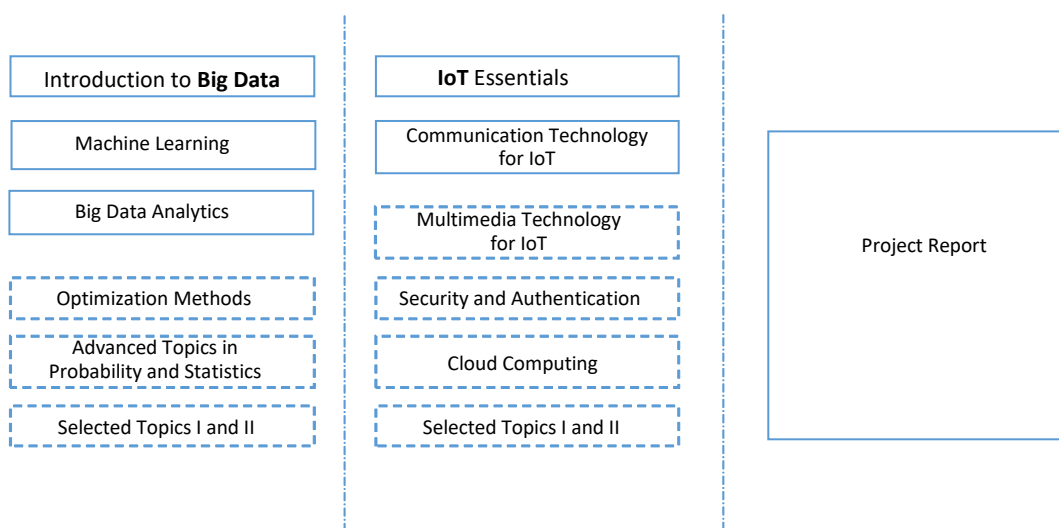 Introduction to Big Data
Machine Learning
Big Data Analytics
Optimization Methods
Advanced Topics in
Probability and Statistics
Selected Topics I and II
IoT Essentials
Communication Technology
for IoT
Multimedia Technology
for IoT
Security and Authentication
Cloud Computing
Selected Topics I and II
Project Report